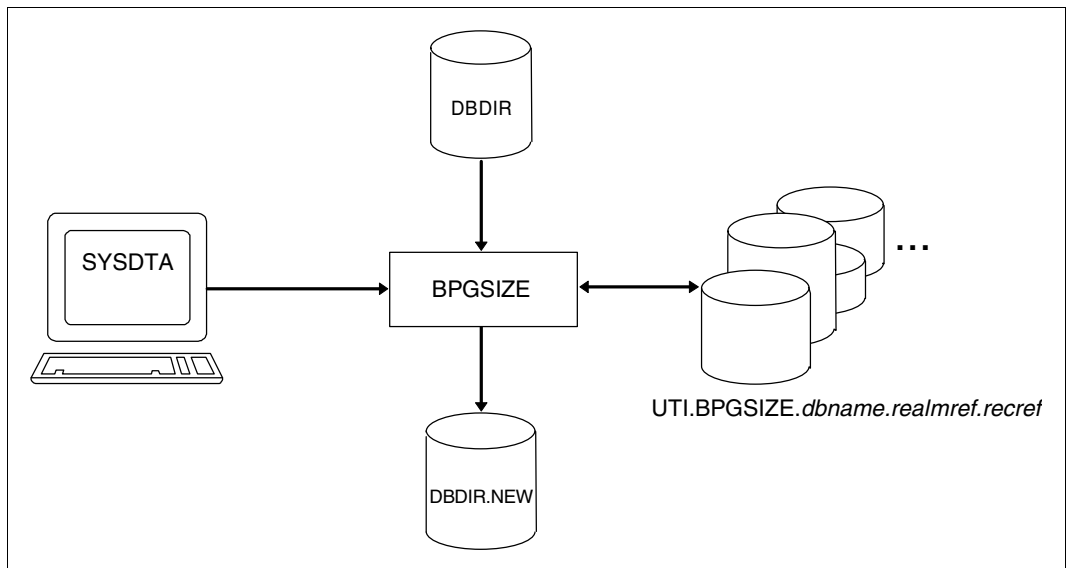 DBDIR
SYSDTA
BPGSIZE
...
UTI.BPGSIZE.dbname.realmref.recref
DBDIR.NEW